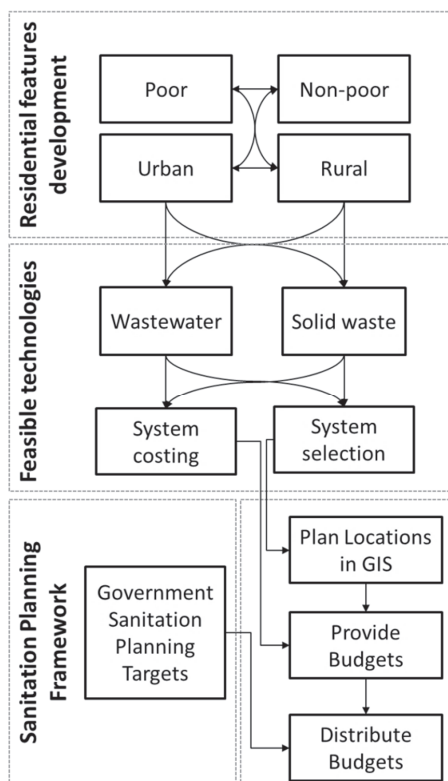 Residential features
development
Poor
Non-poor
Urban
Rural
Feasible technologies
Wastewater
Solid waste
System
costing
System
selection
Sanitation Planning
Framework
Government
Sanitation
Planning
Targets
Plan Locations
in GIS
Provide
Budgets
Distribute
Budgets